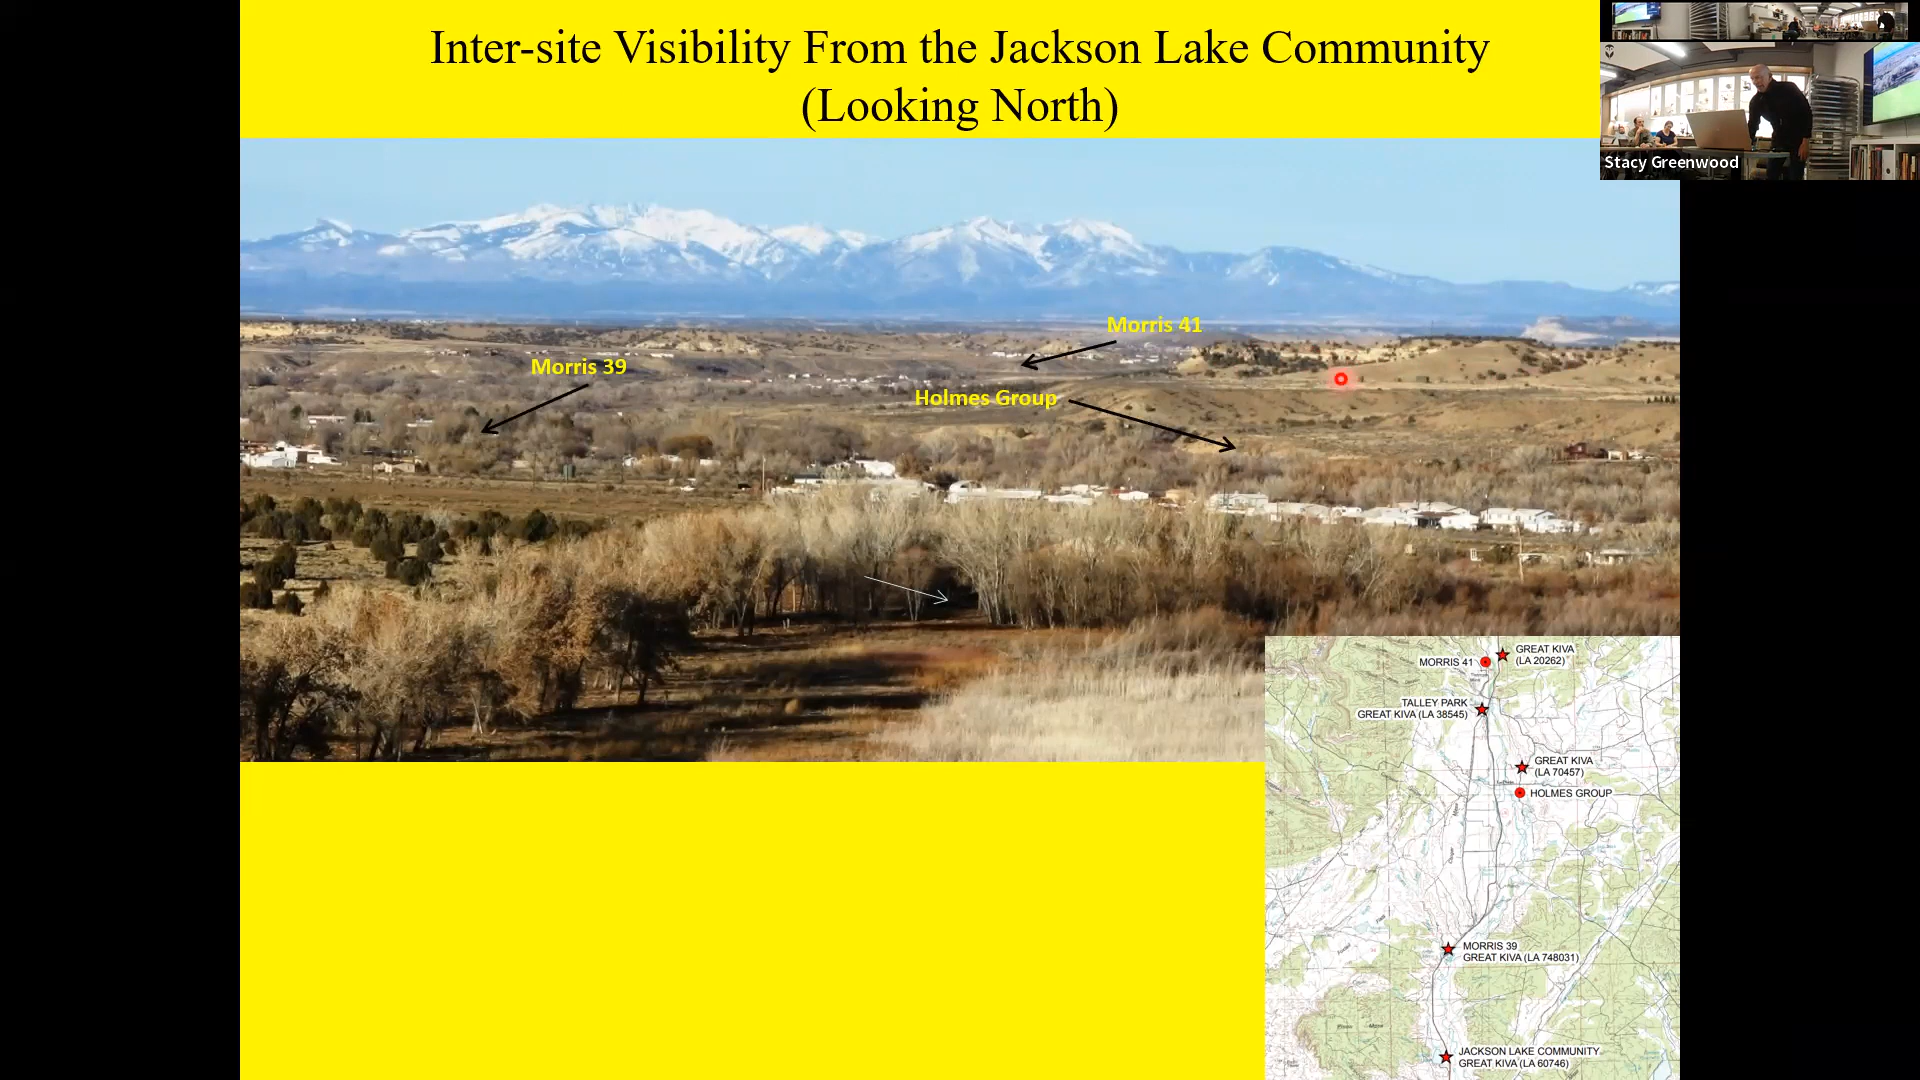 Inter-site Visibility From the Jackson Lake Community
(Looking North)
Stacy Greenwood
Morris 41
Morris 39
Holmes Group
GREAT KIVA
(LA 20262)
MORRIS 41
TALLEY PARK
GREAT KIVA (LA 38545)
GREAT KIVA
(LA 70457)
HOLMES GROUP
MORRIS 39
GREAT KIVA (LA 748031)
JACKSON LAKE COMMUNITY
GREAT KIVA (LA 60746)